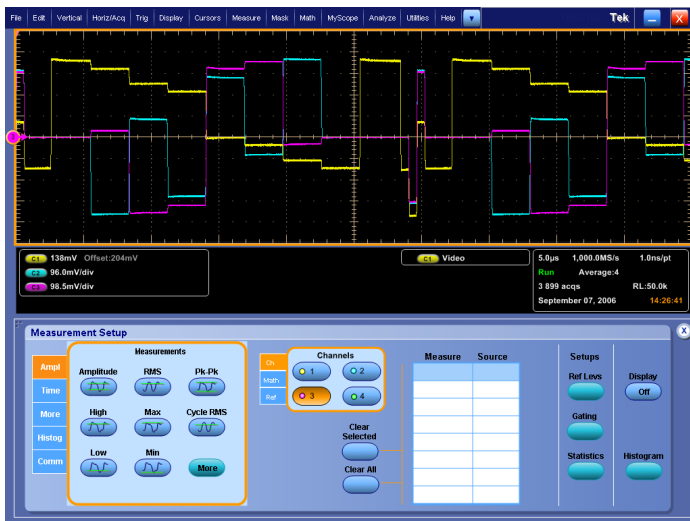 File Edit Vertical Horiz/Acq Trig Display Cursors Measure Mask Math MyScope Analyze Utilities Help Tek X
C1 138mV Offset:204mV
C2 96.0mV/div
C3 98.5mV/div
C1 Video
5.0µs 1,000.0MS/s 1.0ns/pt
Run Average:4
3 899 acqs RL:50.0k
September 07, 2006 14:26:41
Measurement Setup X
Ampl
Time
More
Histog
Comm
Measurements
Amplitude RMS Pk-Pk
High Max Cycle RMS
Low Min
More
Ch
Math
Ref
Channels
1 2
3 4
Clear
Selected
Clear All
Measure Source
Setups
Ref Levs
Gating
Statistics
Display
Off
Histogram